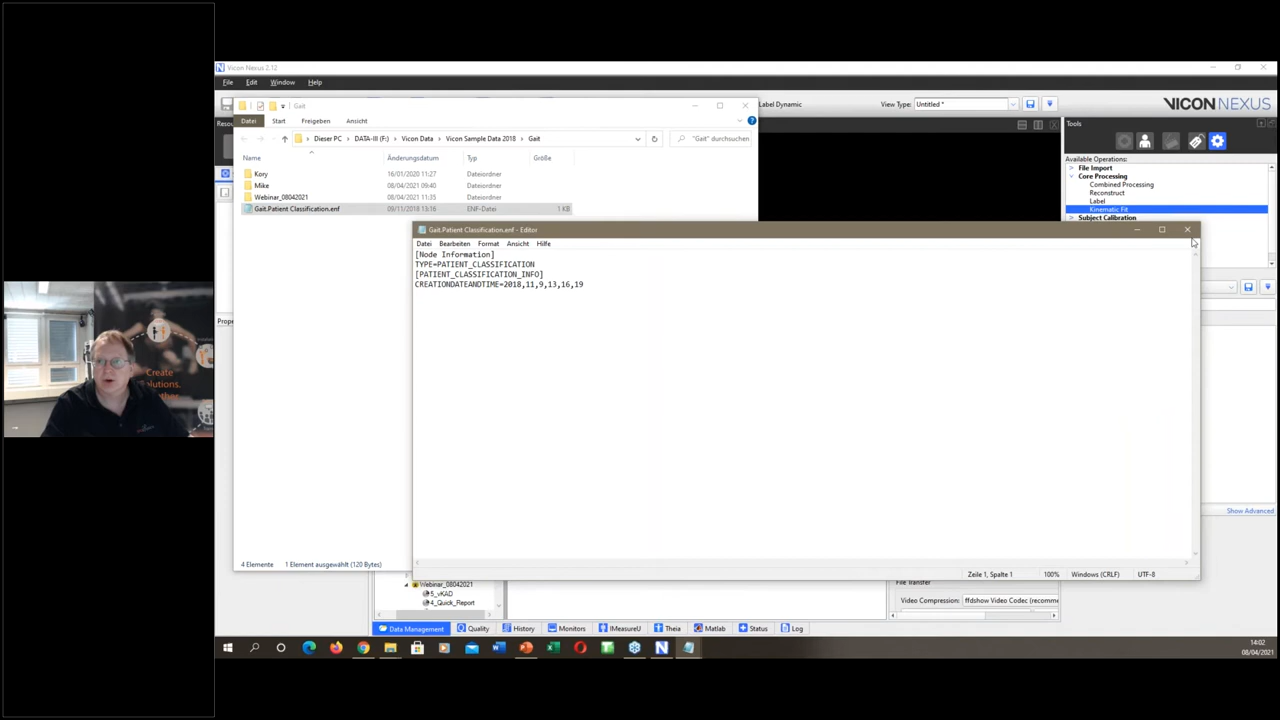 Vicon Nexus 2.12
File Edit Window Help
Gait
Label Dynamic
View Type: Untitled *
VICON NEXUS
Datei Start Freigeben Ansicht
Tools
Dieser PC > DATA-III (F:) > Vicon Data > Vicon Sample Data 2018 > Gait
"Gait" durchsuchen
Name Änderungsdatum Typ Größe
Available Operations:
File Import
Kory 16/01/2020 11:27 Dateiordner
Core Processing
Mike 08/04/2021 09:40 Dateiordner
Combined Processing
Webinar_08042021 08/04/2021 11:35 Dateiordner
Reconstruct
Label
Gait.Patient Classification.enf 09/11/2018 13:16 ENF-Datei 1 KB
Kinematic Fit
Subject Calibration
Gait.Patient Classification.enf - Editor
Datei Bearbeiten Format Ansicht Hilfe
[Node Information]
TYPE=PATIENT_CLASSIFICATION
[PATIENT_CLASSIFICATION_INFO]
CREATIONDATEANDTIME=2018,11,9,13,16,19
Create
Show Advanced
4 Elemente 1 Element ausgewählt (120 Bytes)
Zeile 1, Spalte 1 100% Windows (CRLF) UTF-8
Webinar_08042021
File Transfer
5_vKAD
4_Quick_Report
Video Compression: ffdshow Video Codec (recomme
Data Management Quality History Monitors IMeasureU Theia Matlab Status Log
14:02
08/04/2021